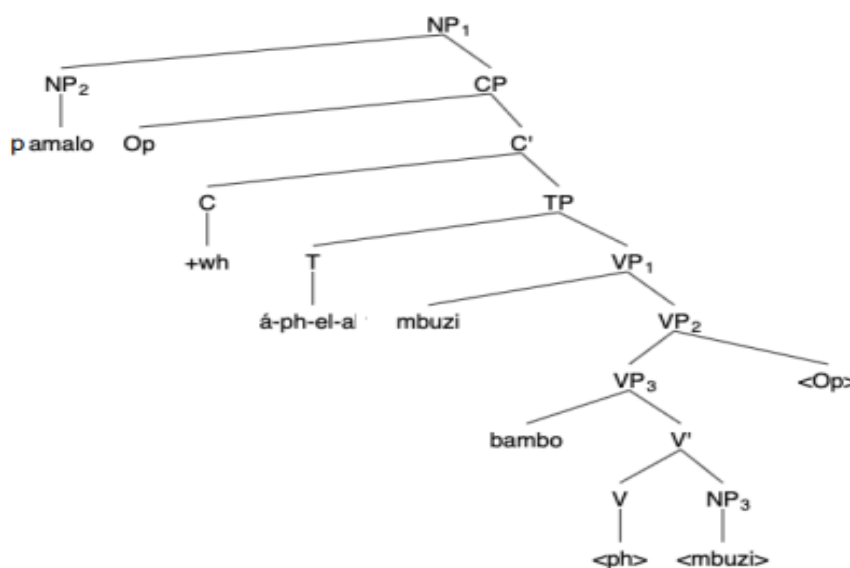 NP₁
NP₂ CP
pamalo Op C'
C TP
+wh T VP₁
á-ph-el-a mbuzi VP₂
VP₃ <Op>
bambo V'
V NP₃
<ph> <mbuzi>